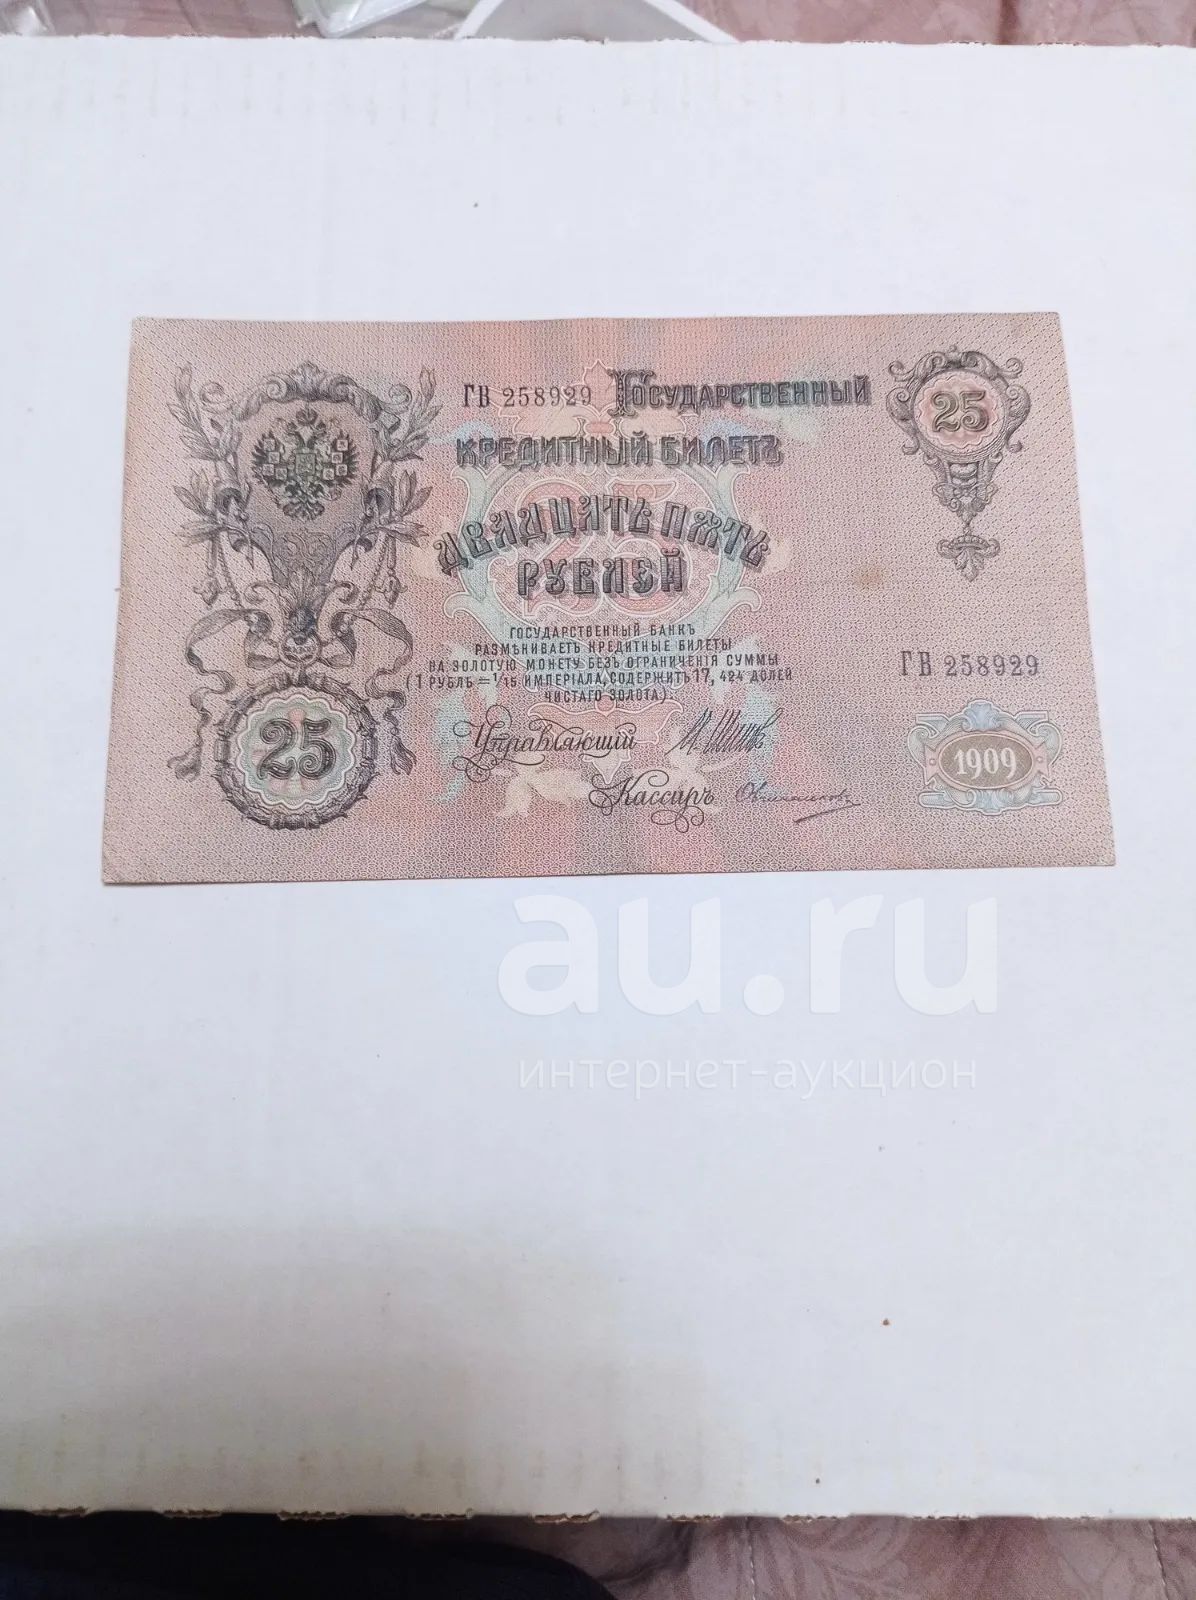 ГВ 258929 Государственный
кредитный билетъ
25
Двадцать пять
рублей
25
Государственный Банкъ
размѣниваетъ кредитные билеты
на золотую монету безъ ограниченія суммы
(1 рубль = 1/15 имперіала, содержитъ 17, 424 долей
чистаго золота).
ГВ 258929
25
Управляющій
Кассиръ
1909
au.ru
интернет-аукцион